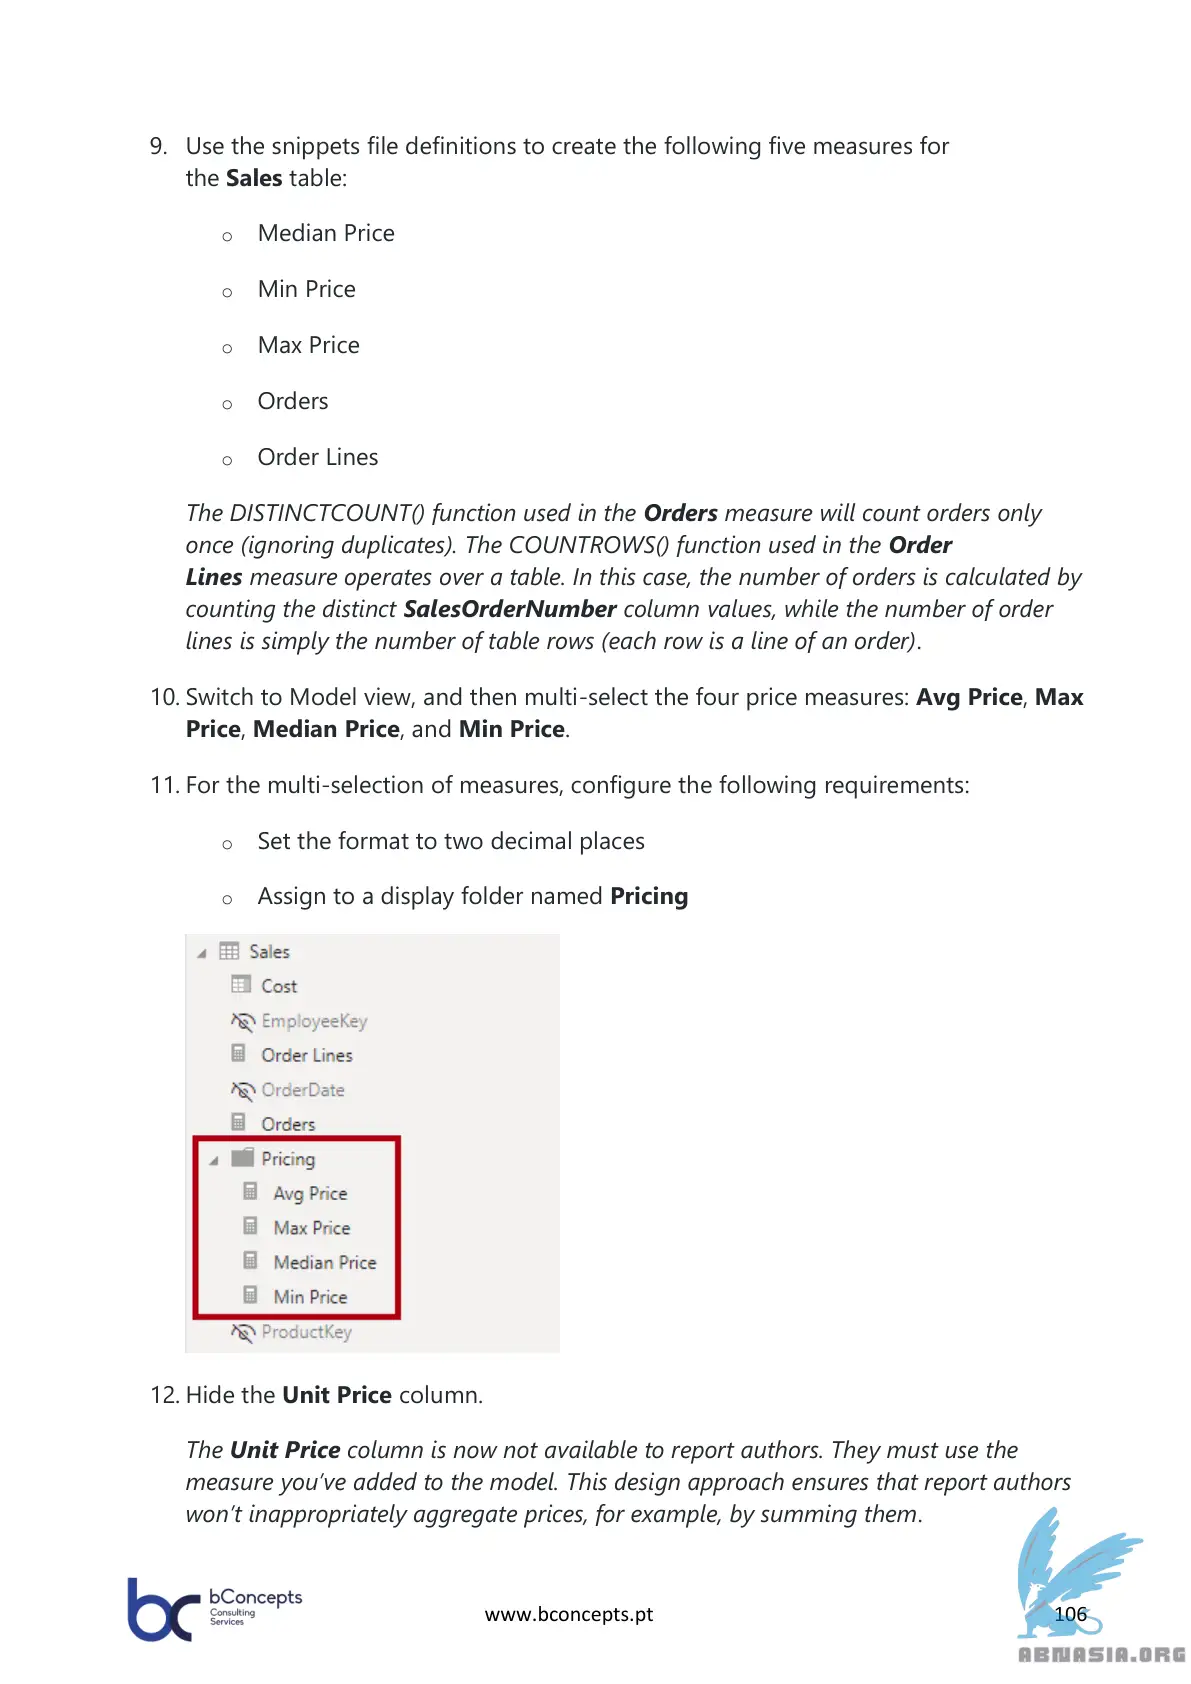 9. Use the snippets file definitions to create the following five measures for
the Sales table:
o Median Price
o Min Price
o Max Price
o Orders
o Order Lines
The DISTINCTCOUNT() function used in the Orders measure will count orders only
once (ignoring duplicates). The COUNTROWS() function used in the Order
Lines measure operates over a table. In this case, the number of orders is calculated by
counting the distinct SalesOrderNumber column values, while the number of order
lines is simply the number of table rows (each row is a line of an order).
10. Switch to Model view, and then multi-select the four price measures: Avg Price, Max
Price, Median Price, and Min Price.
11. For the multi-selection of measures, configure the following requirements:
o Set the format to two decimal places
o Assign to a display folder named Pricing
Sales
Cost
EmployeeKey
Order Lines
OrderDate
Orders
Pricing
Avg Price
Max Price
Median Price
Min Price
ProductKey
12. Hide the Unit Price column.
The Unit Price column is now not available to report authors. They must use the
measure you’ve added to the model. This design approach ensures that report authors
won’t inappropriately aggregate prices, for example, by summing them.
bc bConcepts
Consulting
Services
www.bconcepts.pt
106
ABNASIA.ORG